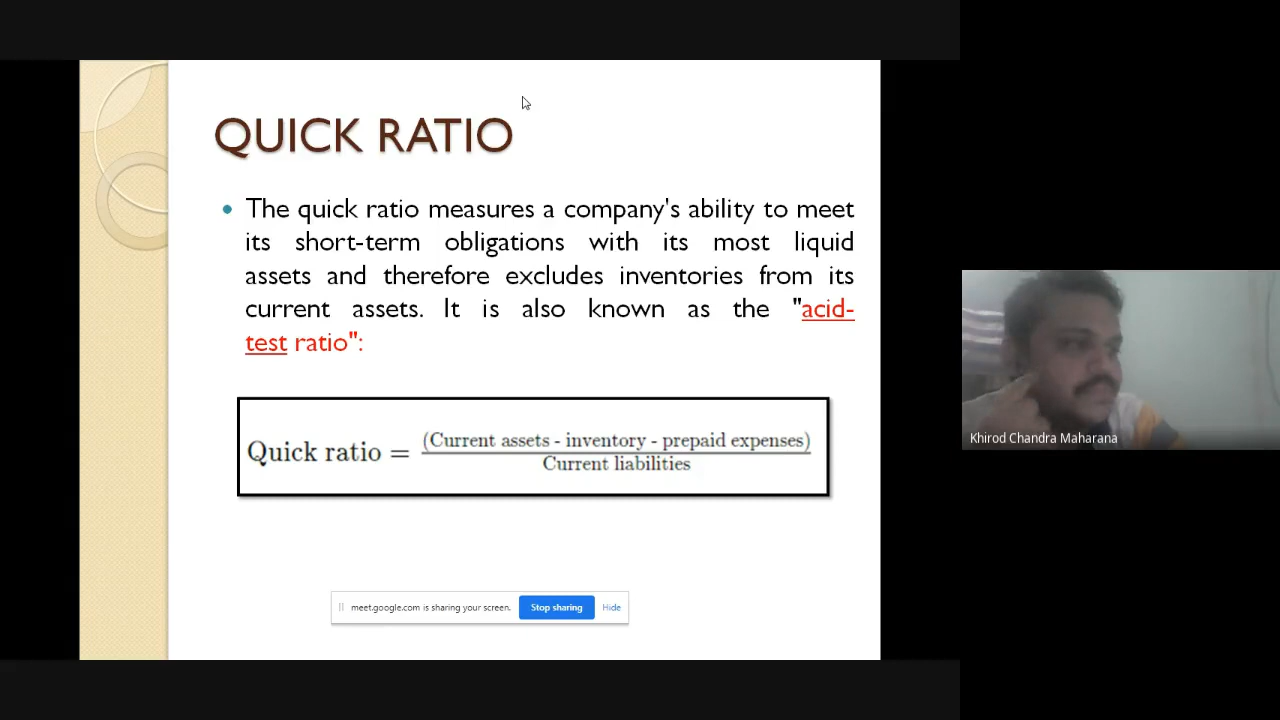 QUICK RATIO
• The quick ratio measures a company's ability to meet
its short-term obligations with its most liquid
assets and therefore excludes inventories from its
current assets. It is also known as the "acid-
test ratio":
Quick ratio = (Current assets - inventory - prepaid expenses)
Current liabilities
meet.google.com is sharing your screen. Stop sharing Hide
Khirod Chandra Maharana